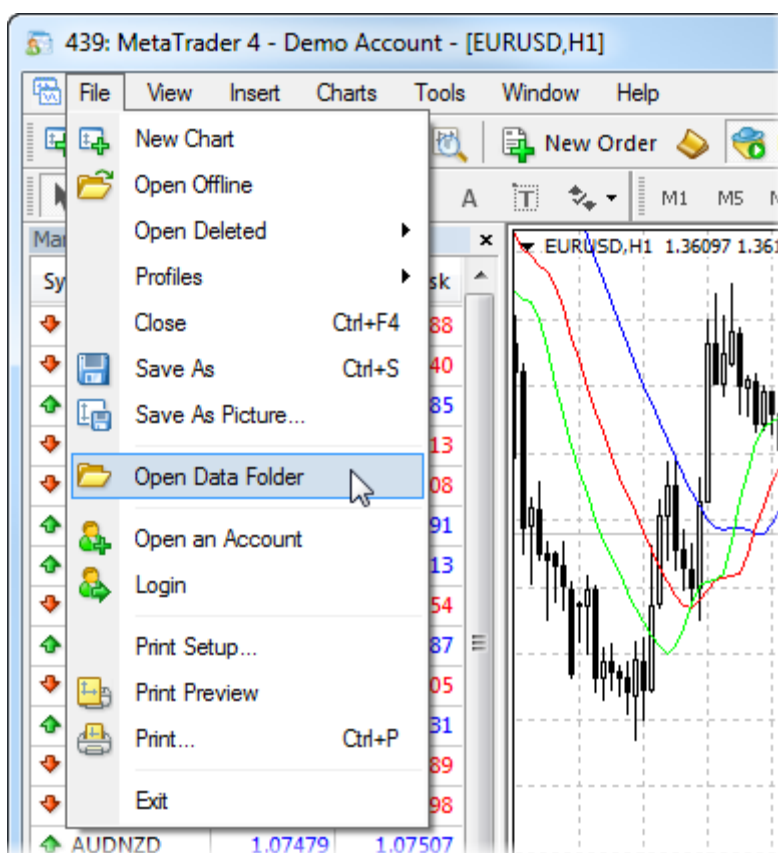 439: MetaTrader 4 - Demo Account - [EURUSD,H1]
File View Insert Charts Tools Window Help
New Chart
New Order
Open Offline
A T M1 M5
Open Deleted
EURUSD,H1 1.36097 1.361
Profiles
Sy sk
Close Ctrl+F4 88
Save As Ctrl+S 40
85
Save As Picture...
13
Open Data Folder 08
91
Open an Account
13
Login
54
Print Setup... 87
Print Preview 05
31
Print... Ctrl+P
89
Exit 98
AUDNZD 1.07479 1.07507